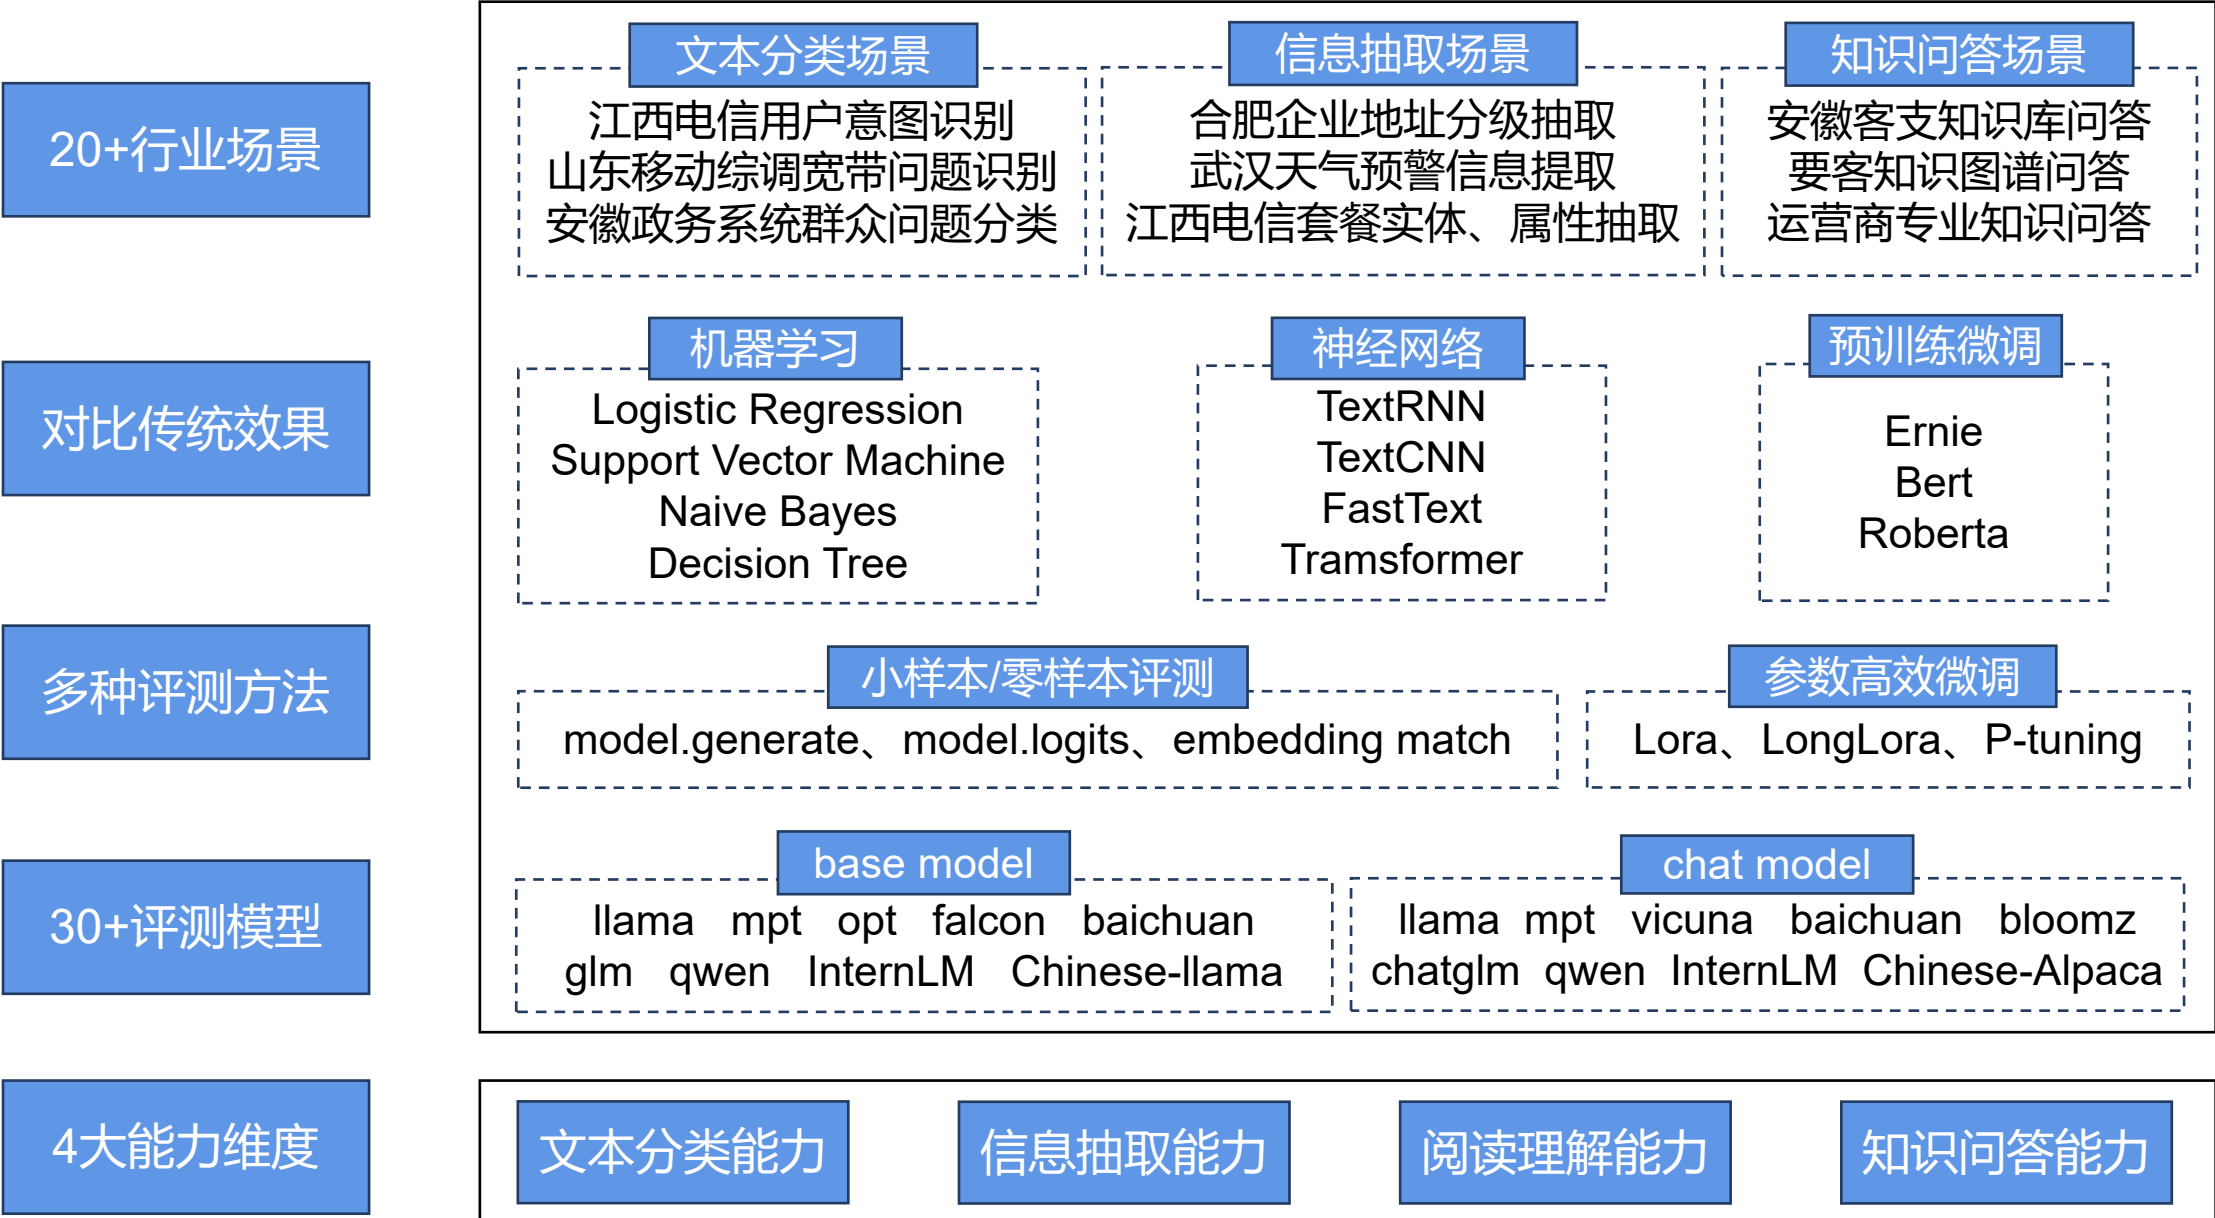 20+行业场景
文本分类场景
江西电信用户意图识别
山东移动综调宽带问题识别
安徽政务系统群众问题分类
信息抽取场景
合肥企业地址分级抽取
武汉天气预警信息提取
江西电信套餐实体、属性抽取
知识问答场景
安徽客支知识库问答
要客知识图谱问答
运营商专业知识问答
对比传统效果
机器学习
Logistic Regression
Support Vector Machine
Naive Bayes
Decision Tree
神经网络
TextRNN
TextCNN
FastText
Tramsformer
预训练微调
Ernie
Bert
Roberta
多种评测方法
小样本/零样本评测
model.generate、model.logits、embedding match
参数高效微调
Lora、LongLora、P-tuning
30+评测模型
base model
llama mpt opt falcon baichuan
glm qwen InternLM Chinese-llama
chat model
llama mpt vicuna baichuan bloomz
chatglm qwen InternLM Chinese-Alpaca
4大能力维度
文本分类能力
信息抽取能力
阅读理解能力
知识问答能力